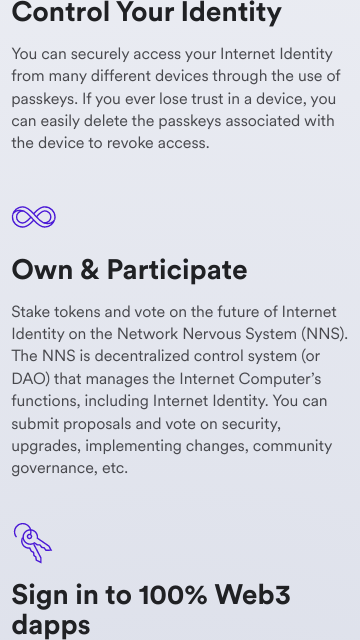 Control Your Identity
You can securely access your Internet Identity
from many different devices through the use of
passkeys. If you ever lose trust in a device, you
can easily delete the passkeys associated with
the device to revoke access.
Own & Participate
Stake tokens and vote on the future of Internet
Identity on the Network Nervous System (NNS).
The NNS is decentralized control system (or
DAO) that manages the Internet Computer's
functions, including Internet Identity. You can
submit proposals and vote on security,
upgrades, implementing changes, community
governance, etc.
Sign in to 100% Web3
dapps